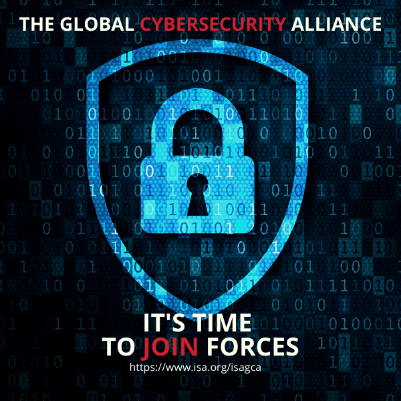 THE GLOBAL CYBERSECURITY ALLIANCE
IT'S TIME
TO JOIN FORCES
https://www.isa.org/isagca